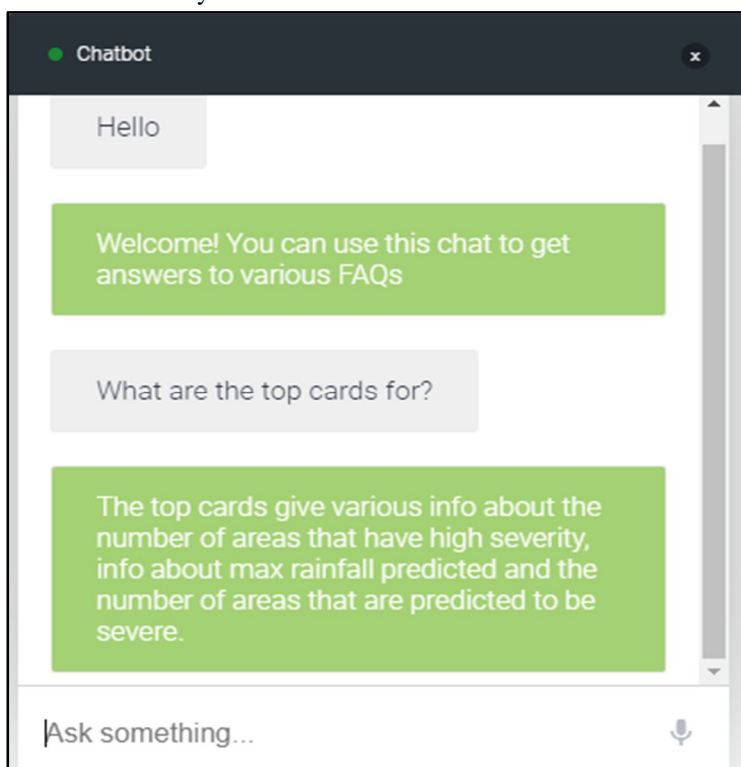 Chatbot
Hello
Welcome! You can use this chat to get
answers to various FAQs
What are the top cards for?
The top cards give various info about the
number of areas that have high severity,
info about max rainfall predicted and the
number of areas that are predicted to be
severe.
Ask something...